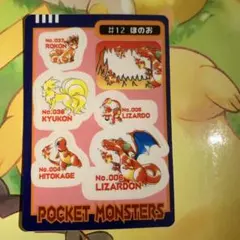 #12 ほのお
No.037
ROKON
No.038
KYUKON
No.005
LIZARDO
No.004
HITOKAGE
No.006
LIZARDON
POCKET MONSTERS